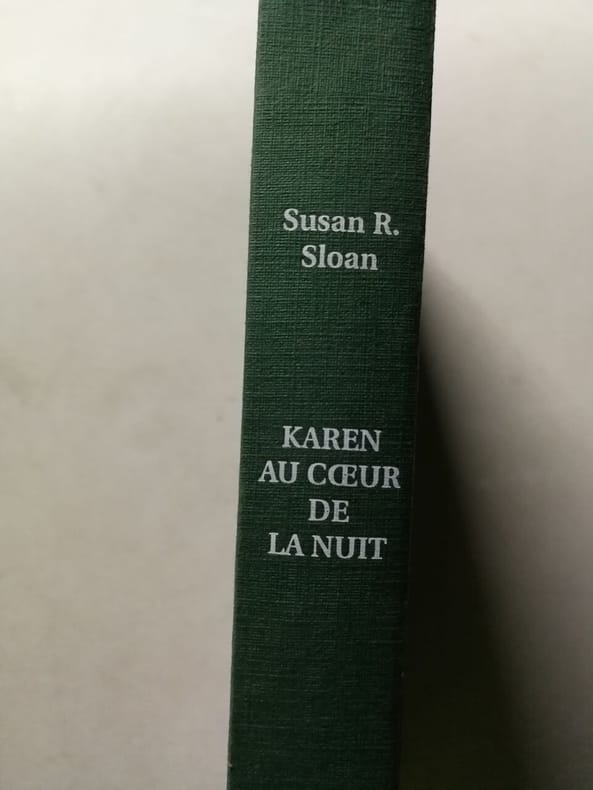 Susan R.
Sloan
KAREN
AU CŒUR
DE
LA NUIT